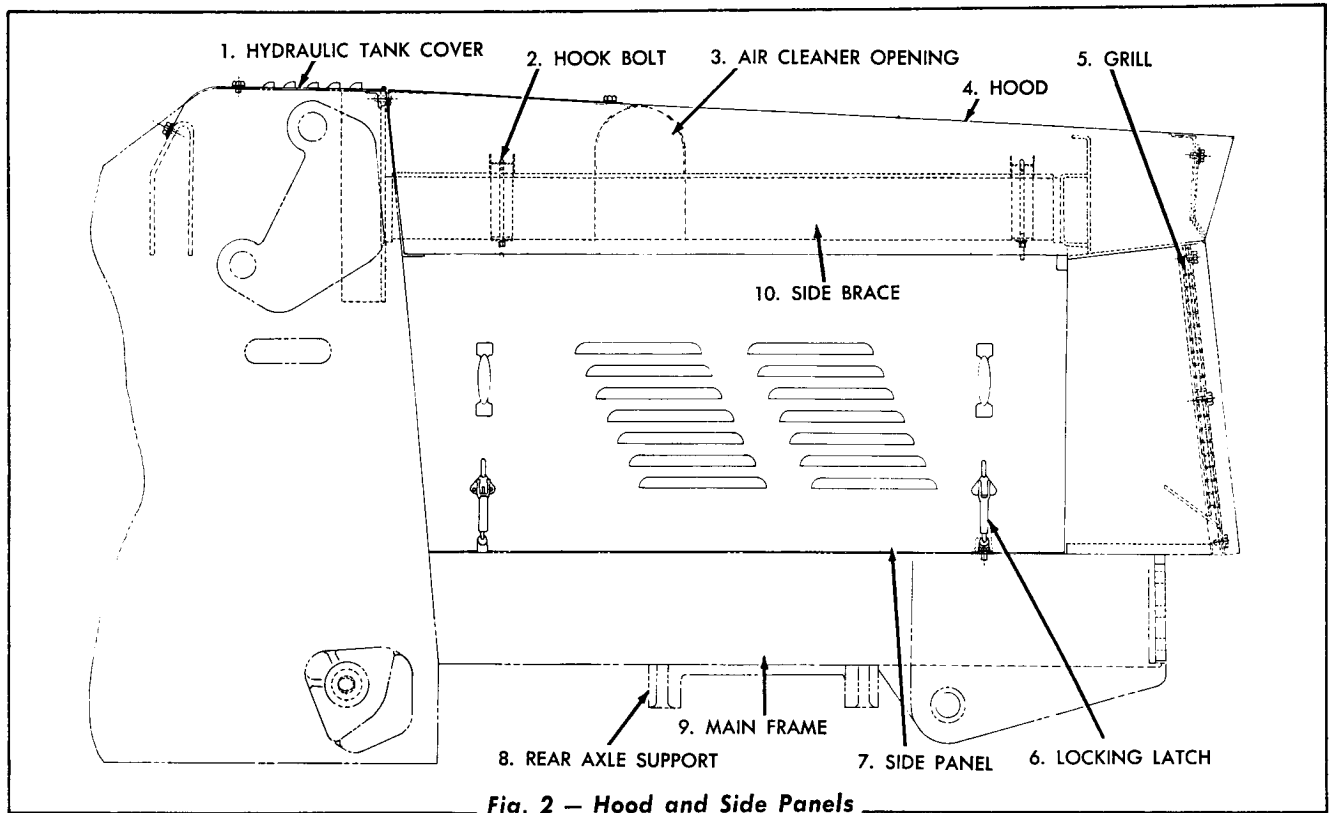 1. HYDRAULIC TANK COVER
2. HOOK BOLT
3. AIR CLEANER OPENING
5. GRILL
4. HOOD
10. SIDE BRACE
9. MAIN FRAME
8. REAR AXLE SUPPORT
7. SIDE PANEL
6. LOCKING LATCH
Fig. 2 — Hood and Side Panels